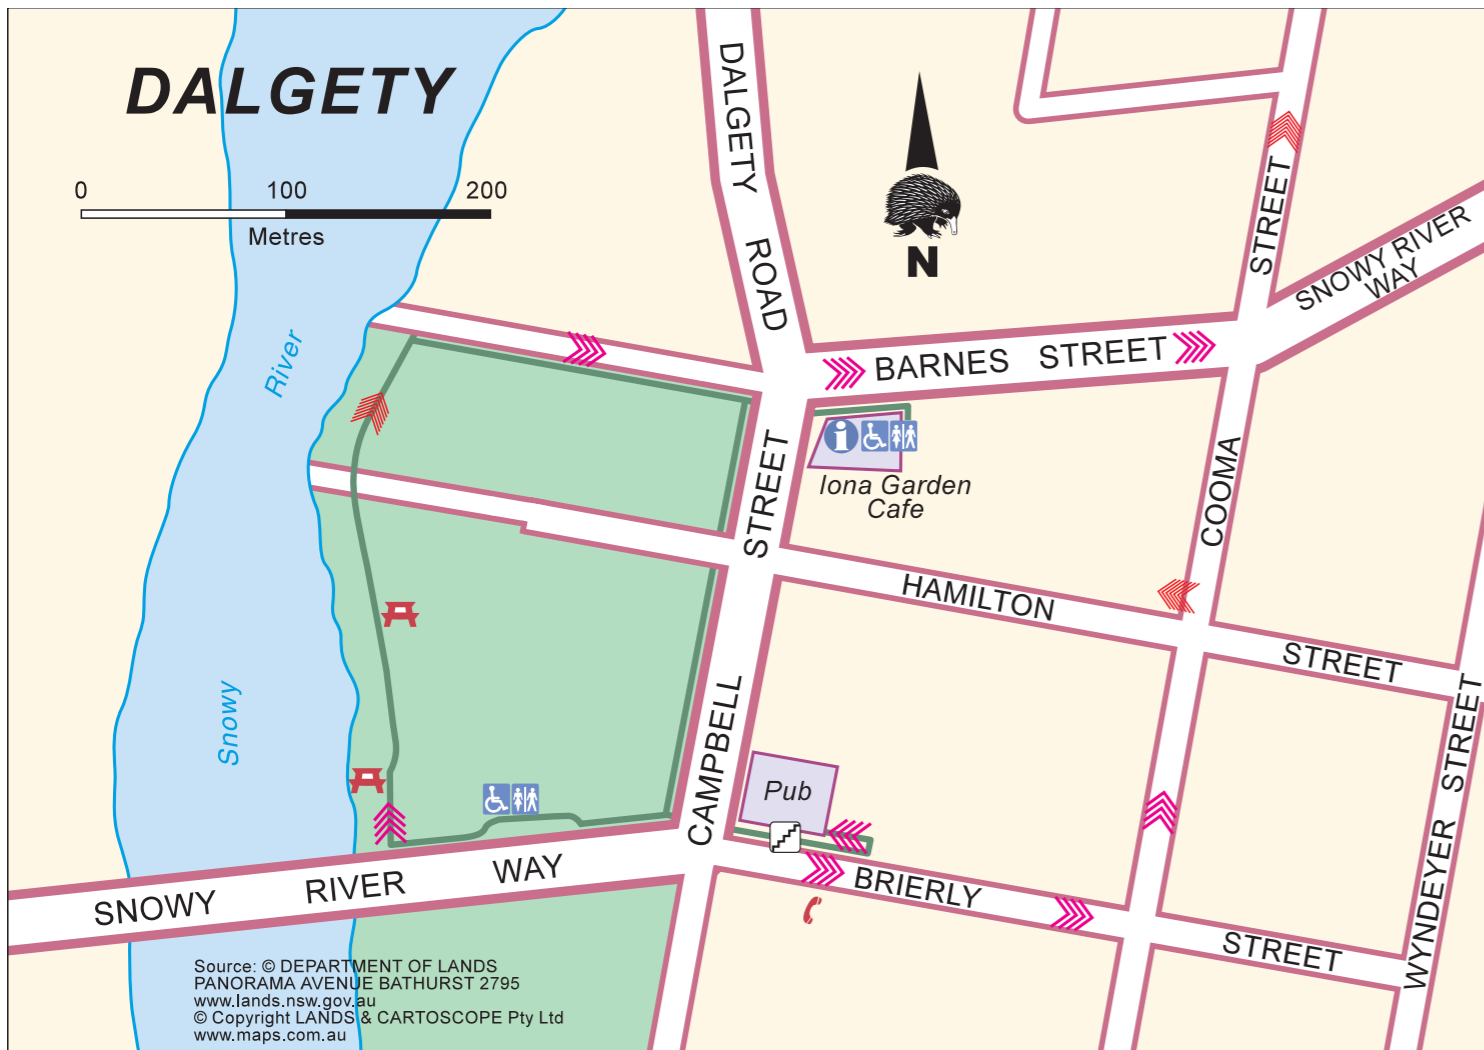 DALGETY
0 100 200
Metres
N
DALGETY
ROAD
STREET
SNOWY RIVER
WAY
BARNES STREET
River
Snowy
i
Iona Garden
Cafe
STREET
CAMPBELL
COOMA
HAMILTON
STREET
Pub
BRIERLY
STREET
WYNDEYER STREET
SNOWY RIVER WAY
Source: © DEPARTMENT OF LANDS
PANORAMA AVENUE BATHURST 2795
www.lands.nsw.gov.au
© Copyright LANDS & CARTOSCOPE Pty Ltd
www.maps.com.au